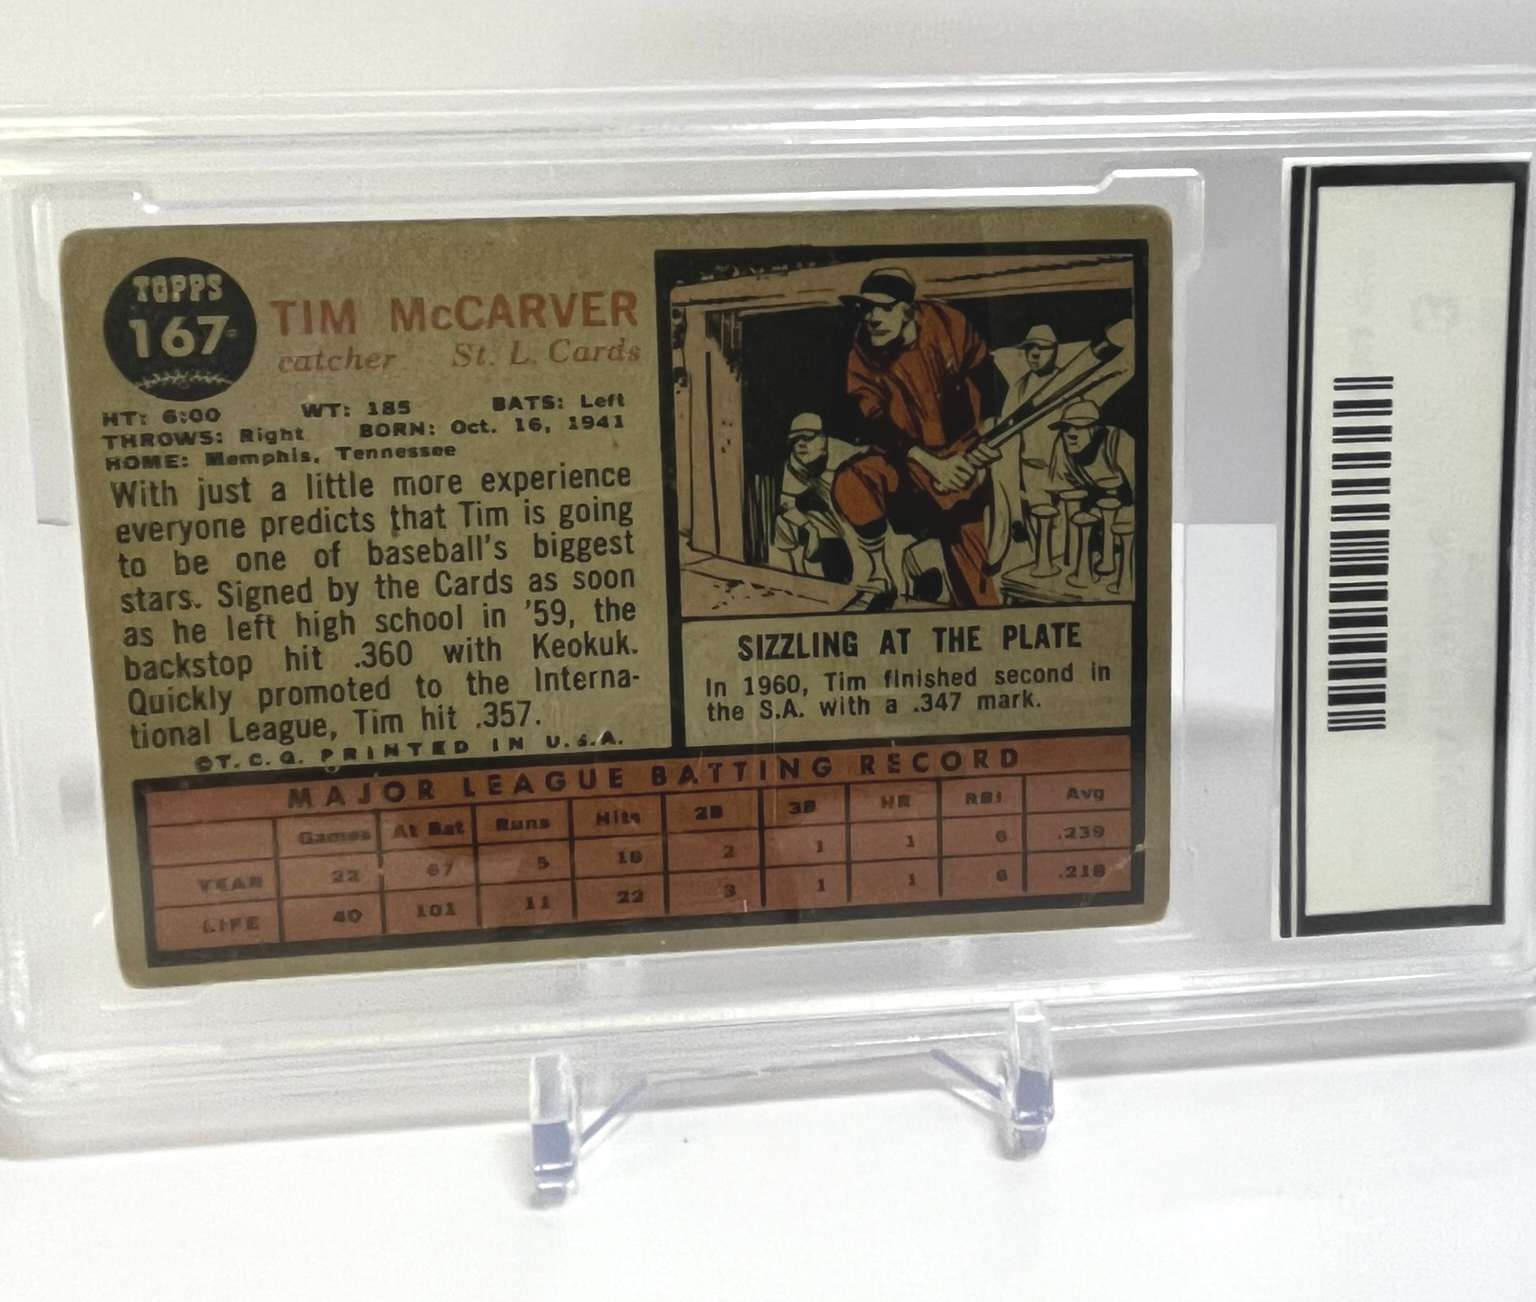 TOPPS
167
TIM McCARVER
catcher St. L. Cards
HT: 6:00 WT: 185 BATS: Left
THROWS: Right BORN: Oct. 16, 1941
HOME: Memphis, Tennessee
With just a little more experience
everyone predicts that Tim is going
to be one of baseball's biggest
stars. Signed by the Cards as soon
as he left high school in '59, the
backstop hit .360 with Keokuk.
Quickly promoted to the Interna-
tional League, Tim hit .357.
©T. C. G. PRINTED IN U.S.A.
SIZZLING AT THE PLATE
In 1960, Tim finished second in
the S.A. with a .347 mark.
MAJOR LEAGUE BATTING RECORD
Games At Bat Runs Hits 2B 3B HR RBI Avg
YEAR 22 67 5 16 2 1 1 6 .239
LIFE 40 101 11 22 3 1 1 6 .218